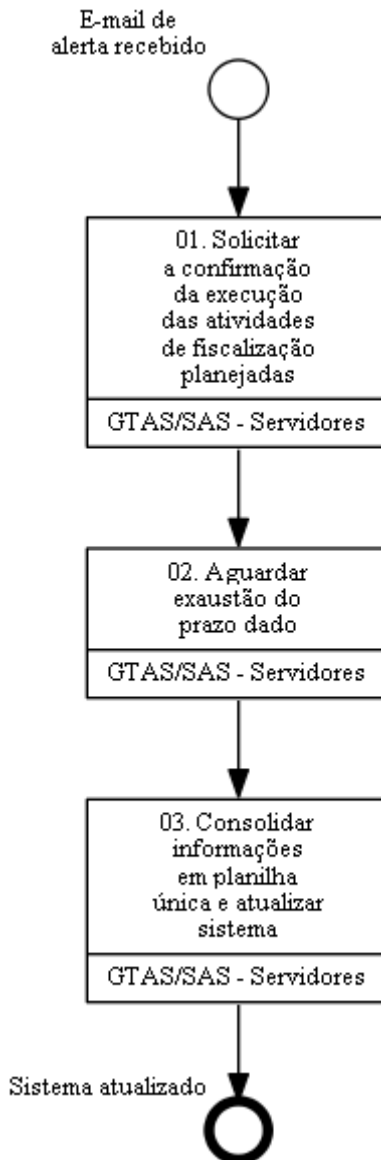 E-mail de
alerta recebido
01. Solicitar
a confirmação
da execução
das atividades
de fiscalização
planejadas
GTAS/SAS - Servidores
02. Aguardar
exaustão do
prazo dado
GTAS/SAS - Servidores
03. Consolidar
informações
em planilha
única e atualizar
sistema
GTAS/SAS - Servidores
Sistema atualizado